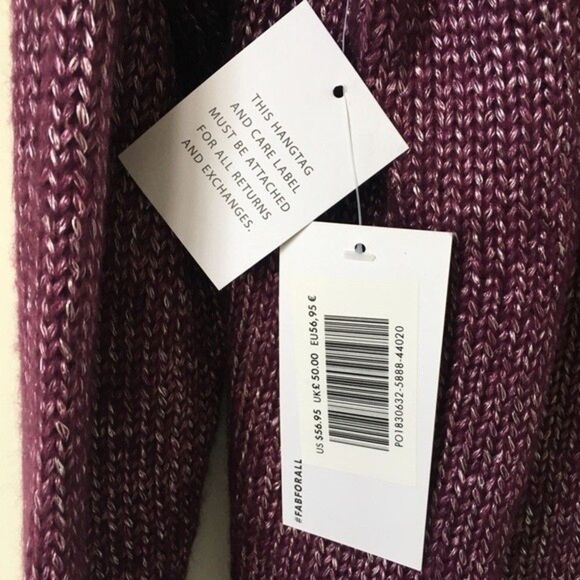 THIS HANGTAG
AND CARE LABEL
MUST BE ATTACHED
FOR ALL RETURNS
AND EXCHANGES.
US $56.95 UK£ 50.00 EU56,95 €
PO1830632-5888-44020
#FABFORALL